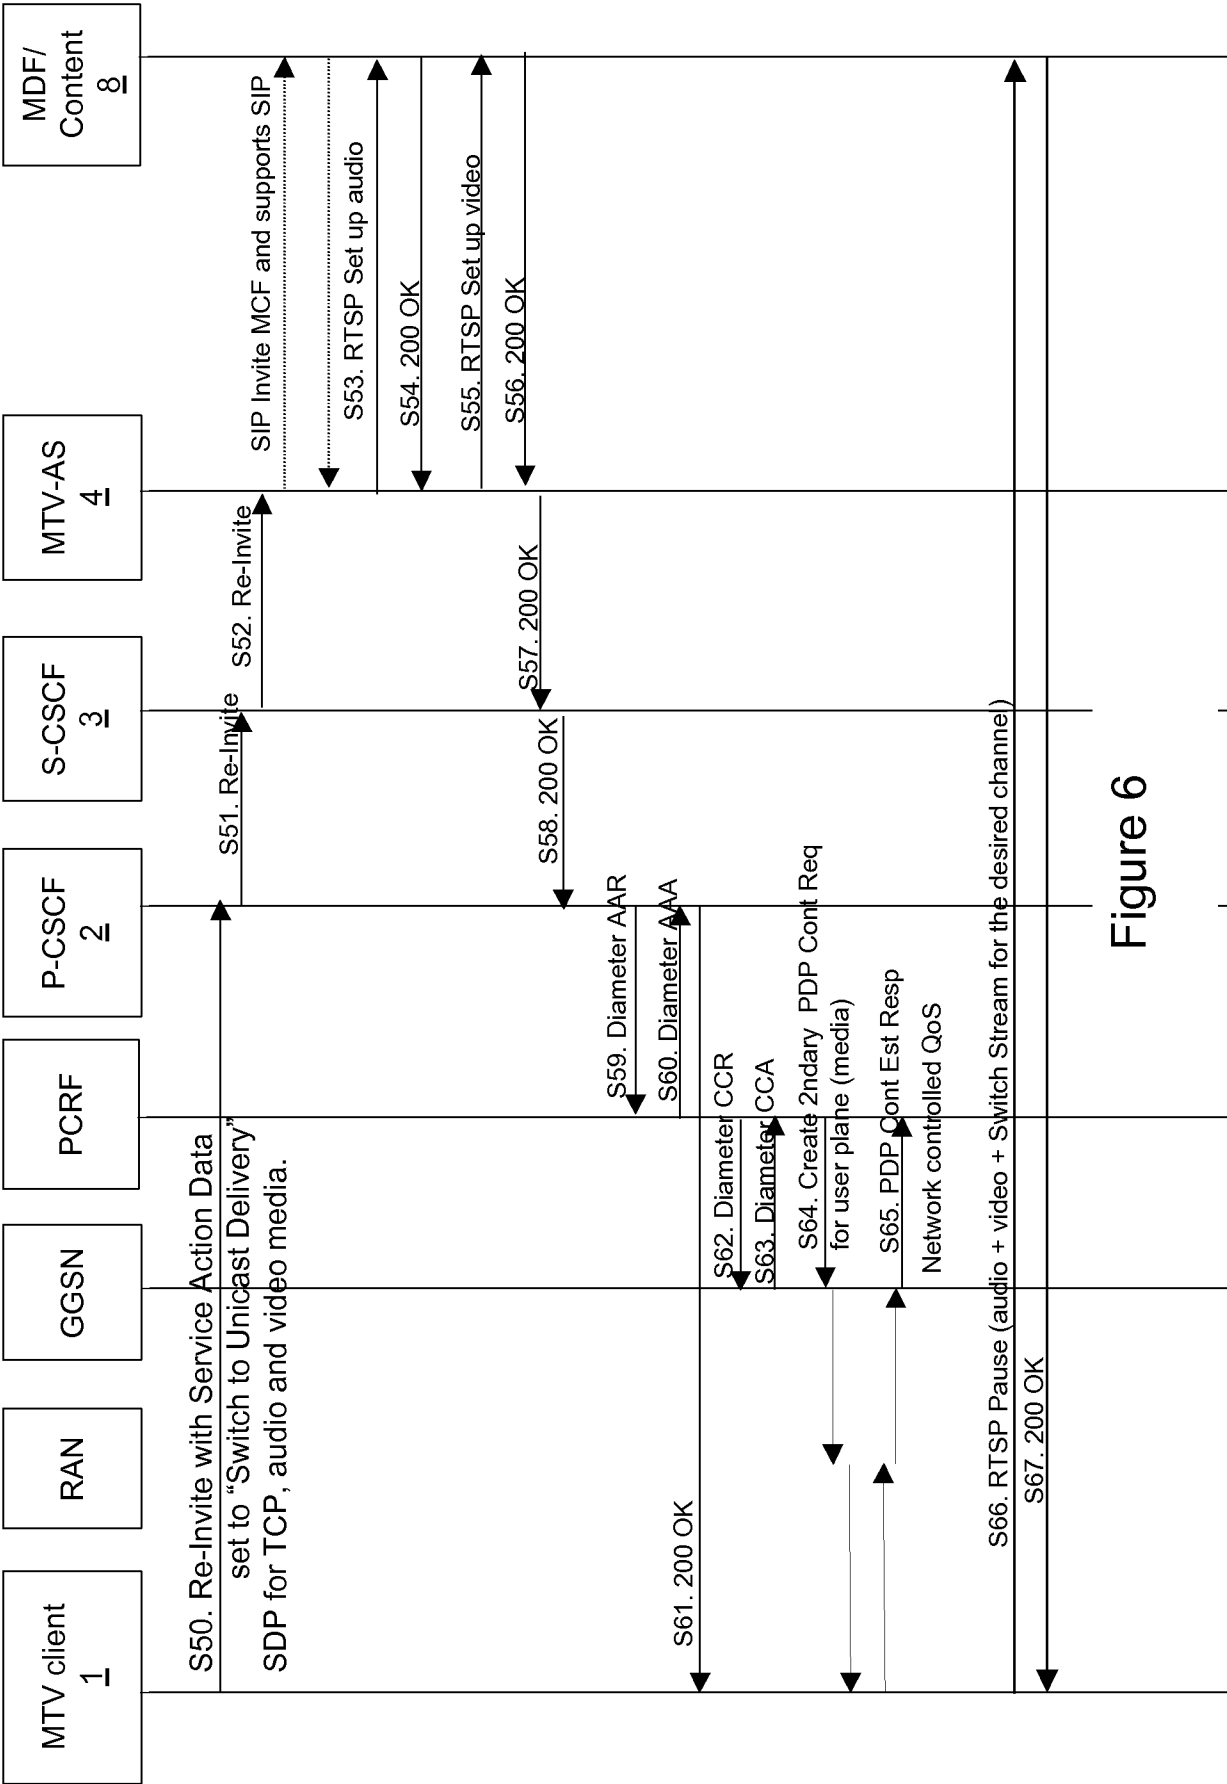 MTV client
1
RAN
GGSN
PCRF
P-CSCF
2
S-CSCF
3
MTV-AS
4
MDF/
Content
8
S50. Re-Invite with Service Action Data
set to “Switch to Unicast Delivery”
SDP for TCP, audio and video media.
S51. Re-Invite
S52. Re-Invite
SIP Invite MCF and supports SIP
S53. RTSP Set up audio
S54. 200 OK
S55. RTSP Set up video
S56. 200 OK
S57. 200 OK
S58. 200 OK
S59. Diameter AAR
S60. Diameter AAA
S61. 200 OK
S62. Diameter CCR
S63. Diameter CCA
S64. Create 2ndary PDP Cont Req
for user plane (media)
S65. PDP Cont Est Resp
Network controlled QoS
S66. RTSP Pause (audio + video + Switch Stream for the desired channel)
S67. 200 OK
Figure 6